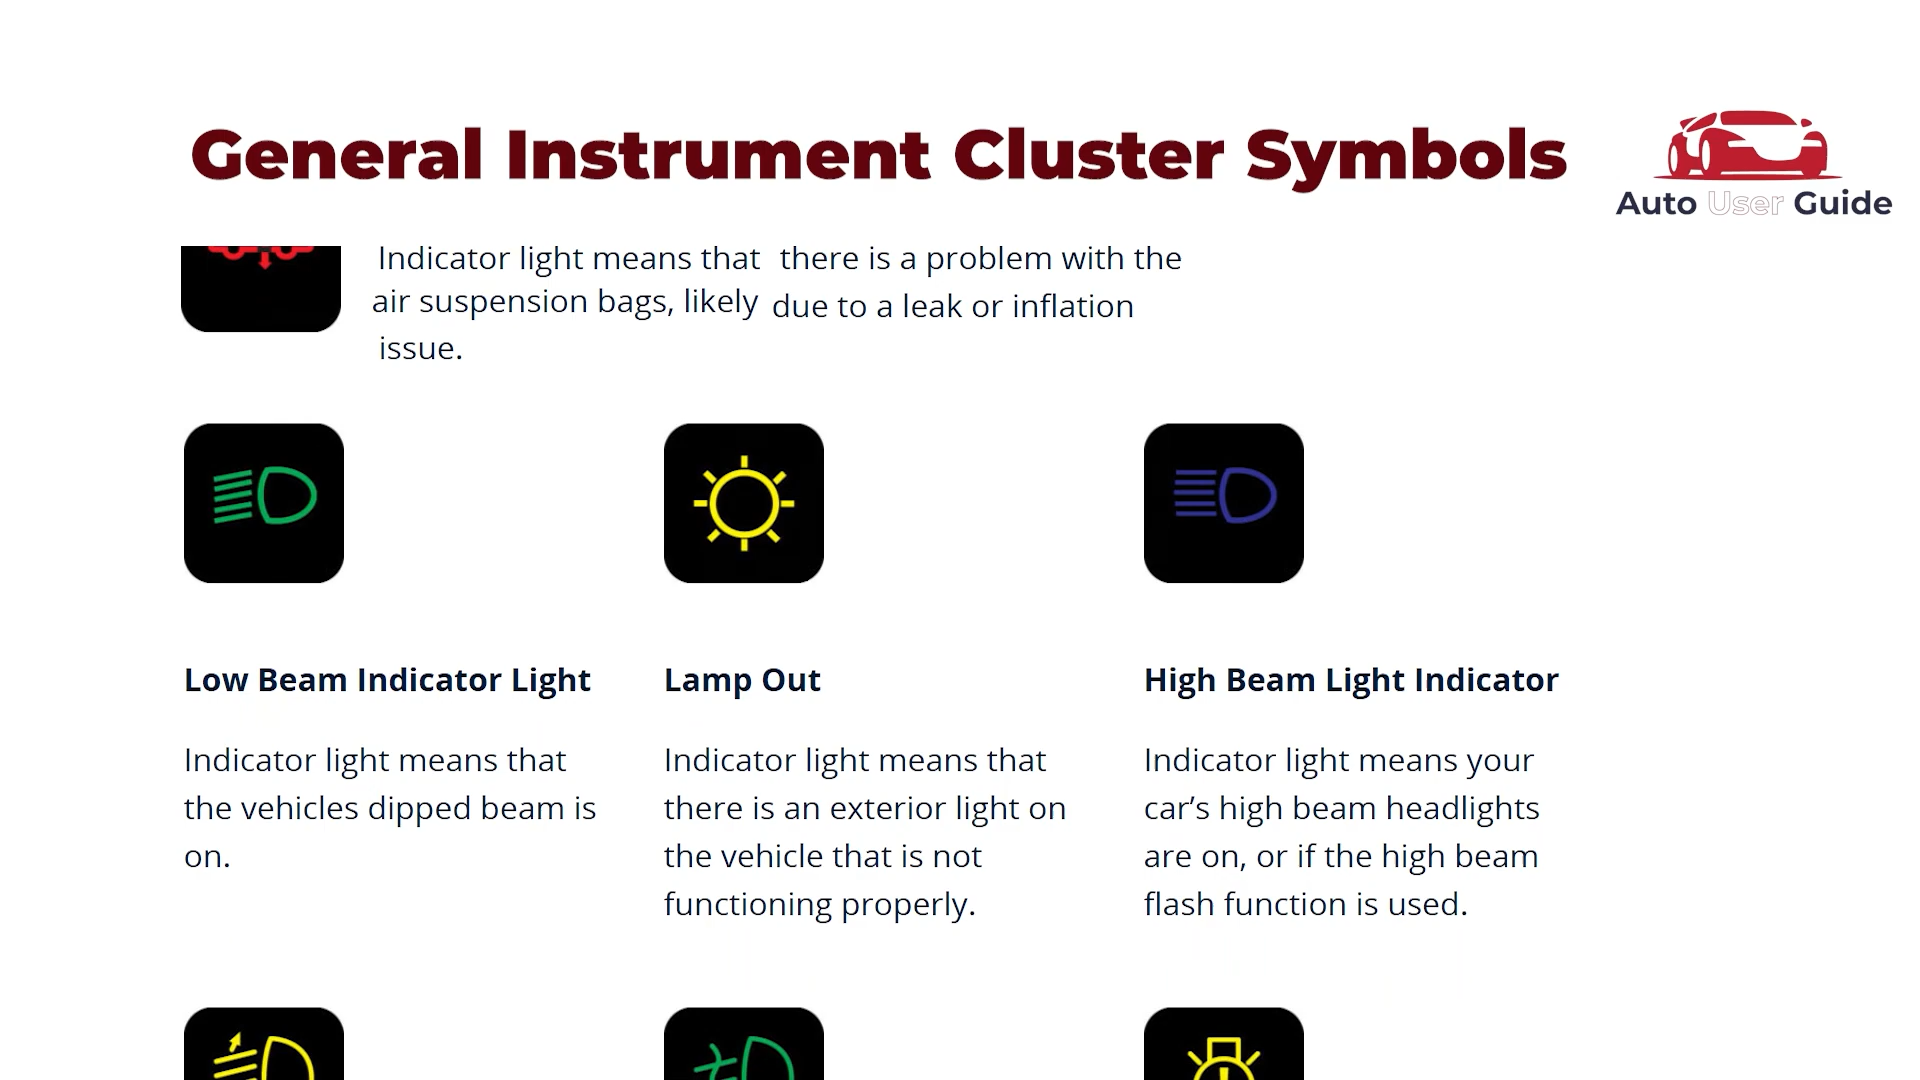 General Instrument Cluster Symbols
Auto User Guide
Indicator light means that there is a problem with the
air suspension bags, likely due to a leak or inflation
issue.
Low Beam Indicator Light
Indicator light means that
the vehicles dipped beam is
on.
Lamp Out
Indicator light means that
there is an exterior light on
the vehicle that is not
functioning properly.
High Beam Light Indicator
Indicator light means your
car’s high beam headlights
are on, or if the high beam
flash function is used.